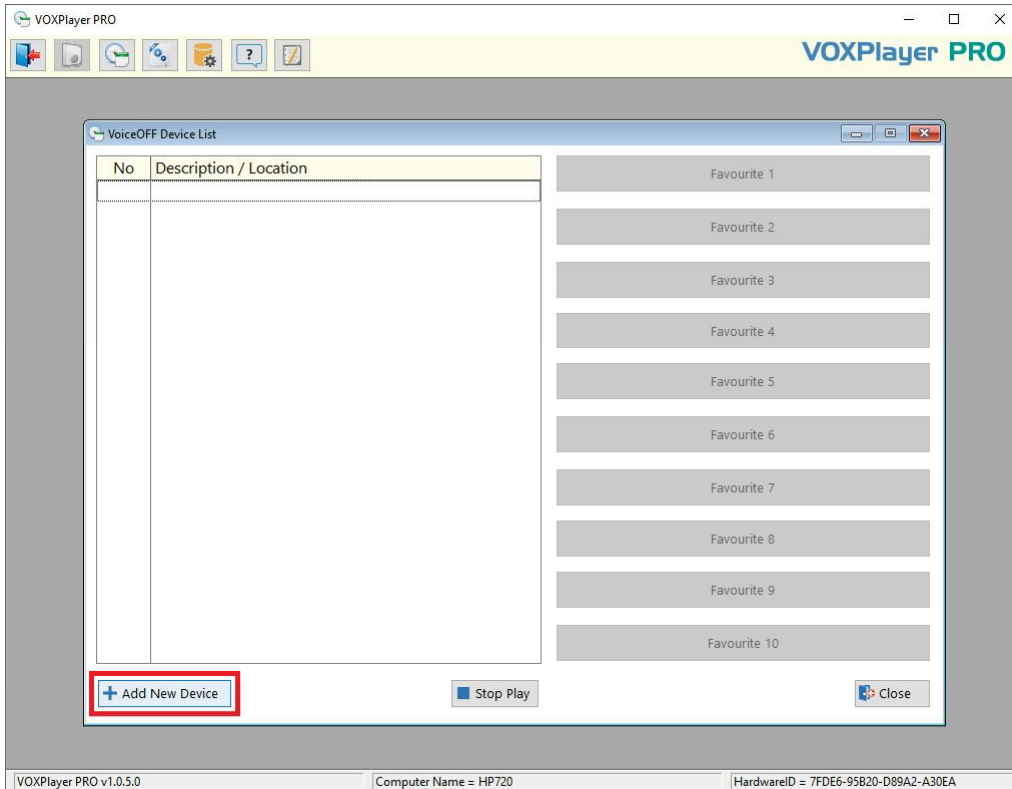 VOXPlayer PRO
?
VOXPlayer PRO
VoiceOFF Device List
No Description / Location
Favourite 1
Favourite 2
Favourite 3
Favourite 4
Favourite 5
Favourite 6
Favourite 7
Favourite 8
Favourite 9
Favourite 10
Add New Device Stop Play Close
VOXPlayer PRO v1.0.5.0 Computer Name = HP720 HardwareID = 7FDE6-95B20-D89A2-A30EA